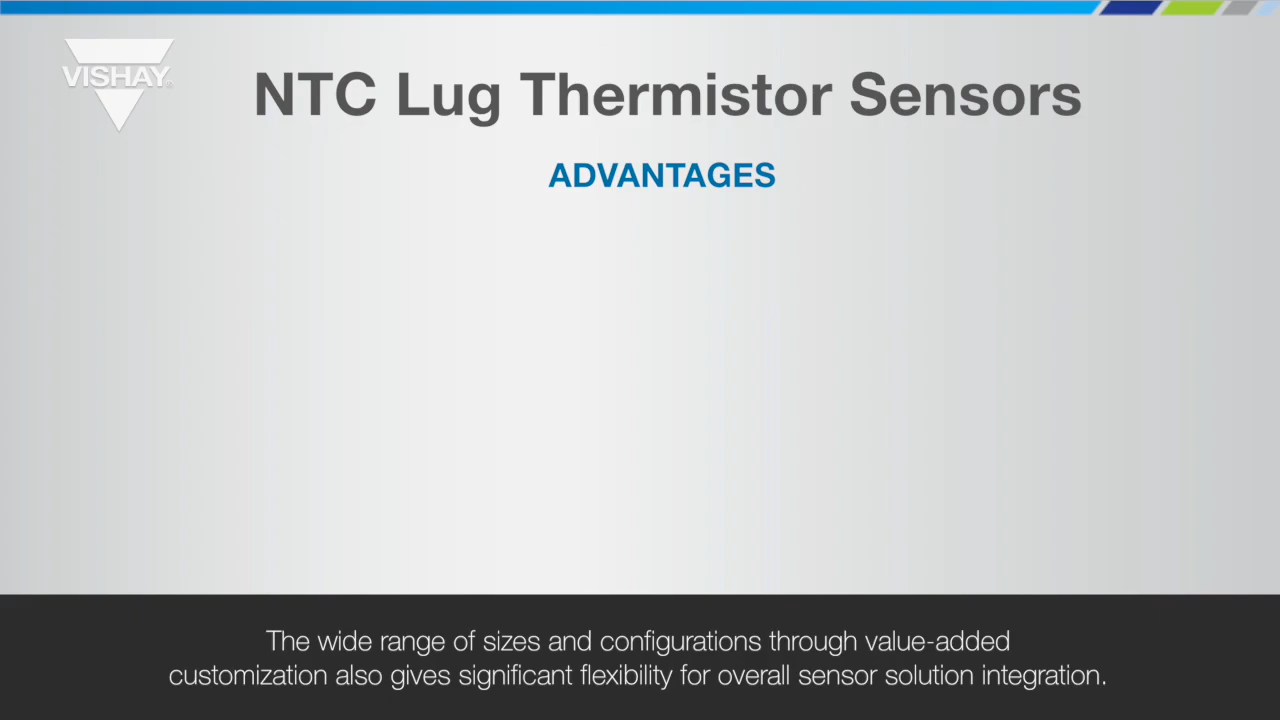 VISHAY
NTC Lug Thermistor Sensors
ADVANTAGES
The wide range of sizes and configurations through value-added
customization also gives significant flexibility for overall sensor solution integration.